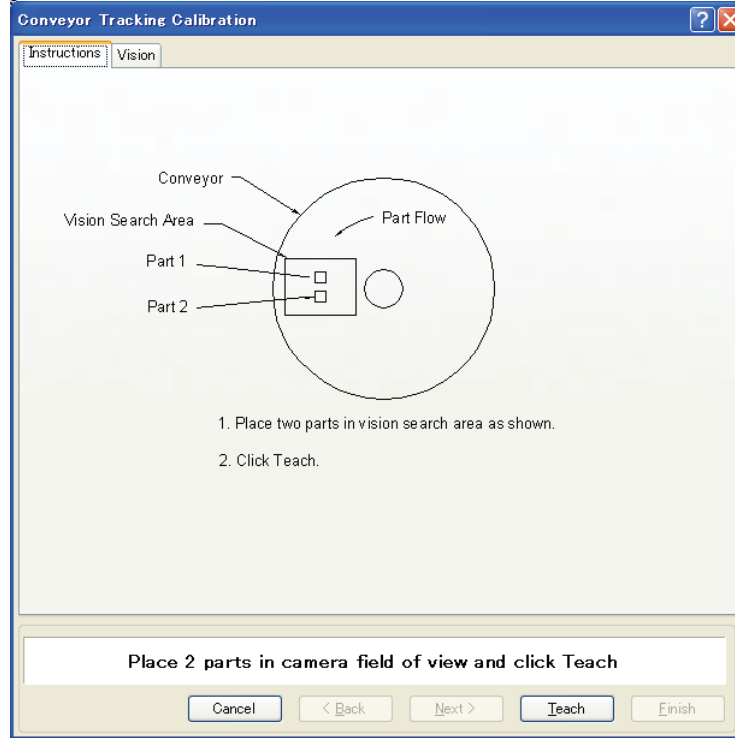 Conveyor Tracking Calibration
Instructions Vision
Conveyor
Part Flow
Vision Search Area
Part 1
Part 2
1. Place two parts in vision search area as shown.
2. Click Teach.
Place 2 parts in camera field of view and click Teach
Cancel < Back Next > Teach Finish